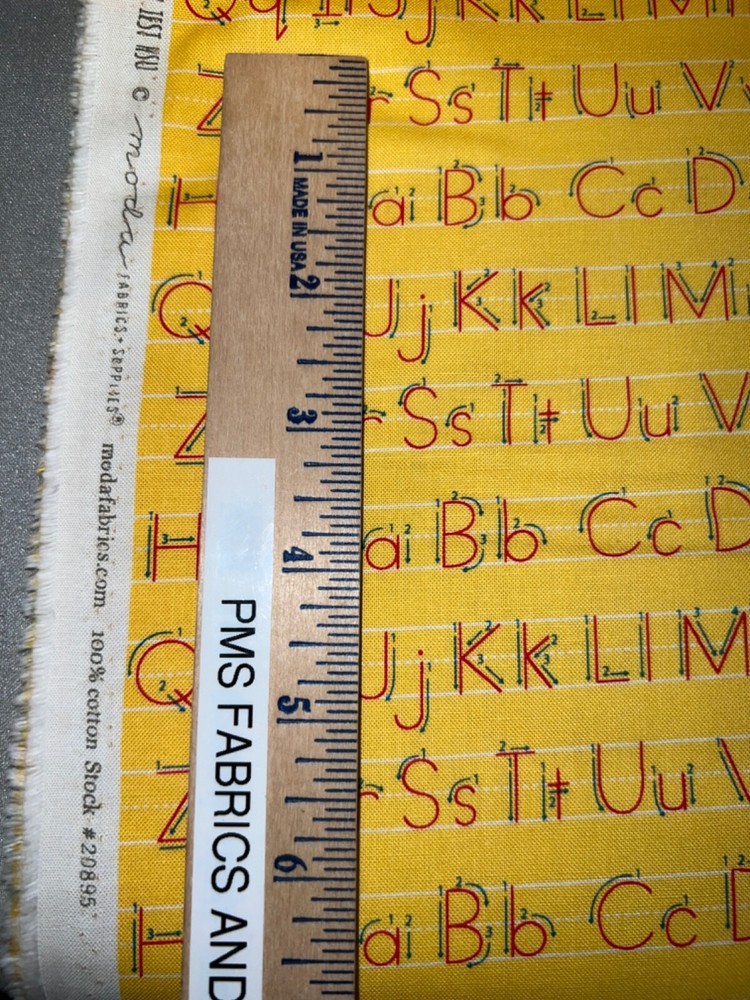 Ss Tt Uu V
a Bb Cc D
Q Jj Kk Ll M
Z r Ss Tt Uu V
H a Bb Cc D
Q Jj Kk Ll M
Z r Ss Tt Uu
H a Bb Cc
1 MADE IN USA 2 3 4 5 6
PMS FABRICS AND
© moda FABRICS + SUPPLIES® modafabrics.com 100% cotton Stock #20895